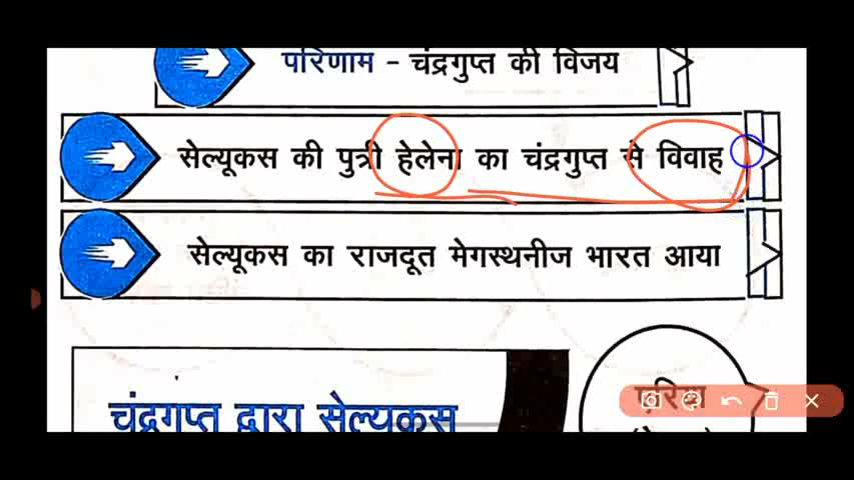 परिणाम - चंद्रगुप्त की विजय
सेल्यूकस की पुत्री हेलेना का चंद्रगुप्त से विवाह
सेल्यूकस का राजदूत मेगस्थनीज भारत आया
चंद्रगुप्त द्वारा सेल्यूकस